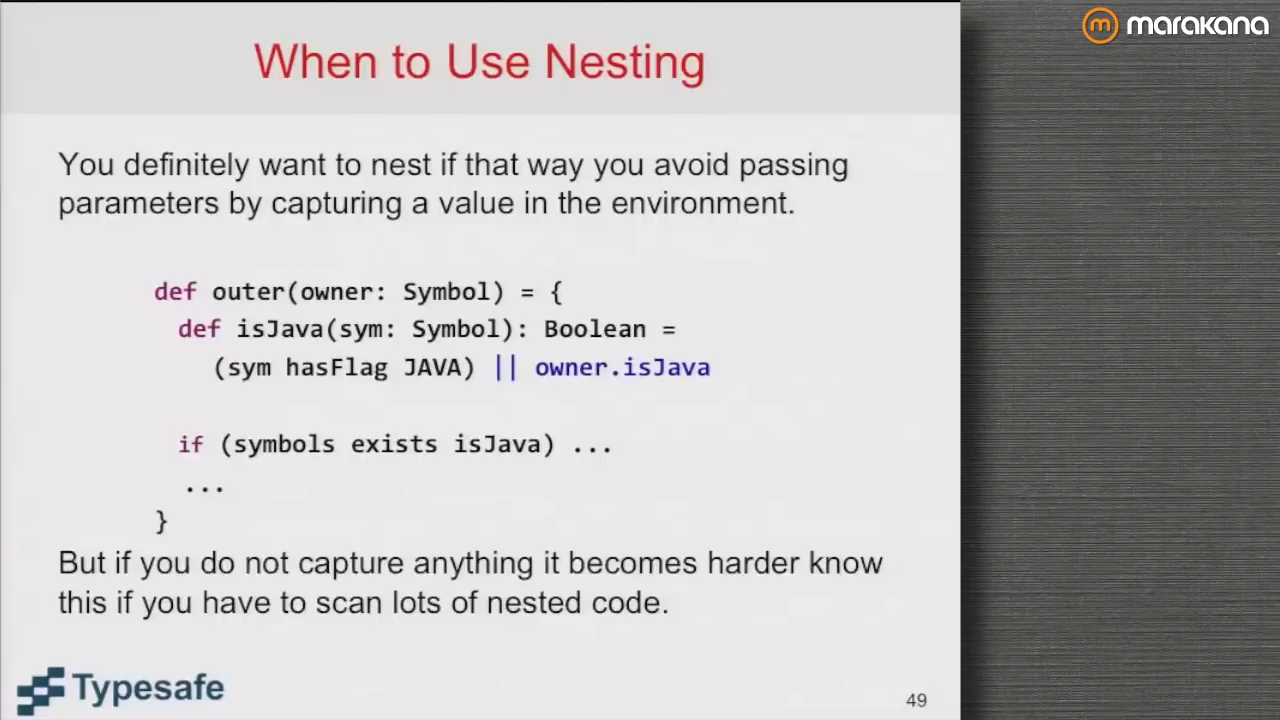 marakana
When to Use Nesting
You definitely want to nest if that way you avoid passing
parameters by capturing a value in the environment.
def outer(owner: Symbol) = {
def isJava(sym: Symbol): Boolean =
(sym hasFlag JAVA) || owner.isJava
if (symbols exists isJava) ...
...
}
But if you do not capture anything it becomes harder know
this if you have to scan lots of nested code.
Typesafe
49